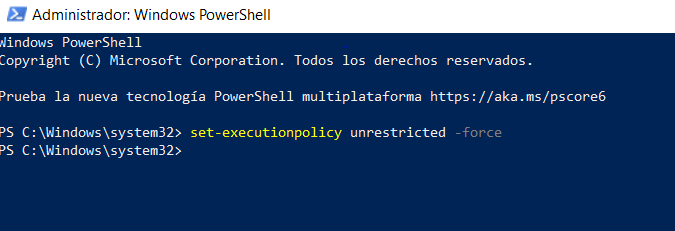 Administrador: Windows PowerShell
Windows PowerShell
Copyright (C) Microsoft Corporation. Todos los derechos reservados.
Prueba la nueva tecnología PowerShell multiplataforma https://aka.ms/pscore6
PS C:\Windows\system32> set-executionpolicy unrestricted -force
PS C:\Windows\system32>